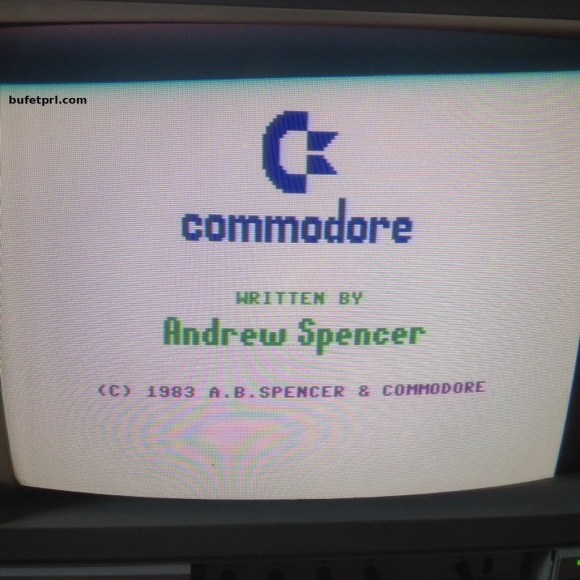 bufetprl.com
commodore
WRITTEN BY
Andrew Spencer
(C) 1983 A.B.SPENCER & COMMODORE